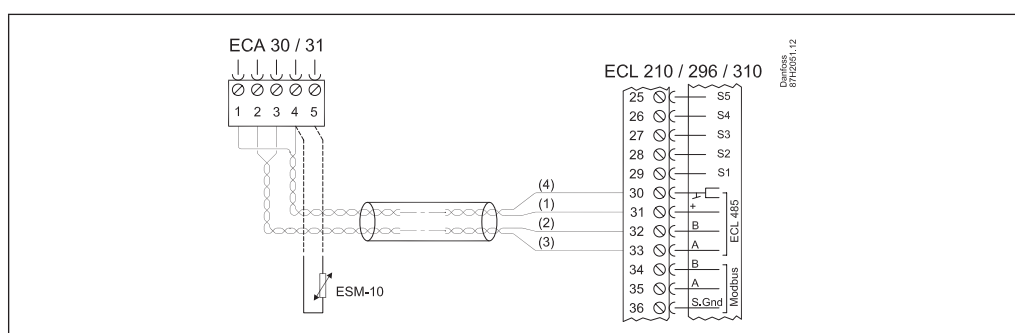 ECA 30 / 31
1 2 3 4 5
ECL 210 / 296 / 310
Danfoss
87H2051.12
25 S5
26 S4
27 S3
28 S2
29 S1
(4) 30
(1) 31 +
(2) 32 B
(3) 33 A
ECL 485
34 B
35 A
36 S.Gnd
Modbus
ESM-10